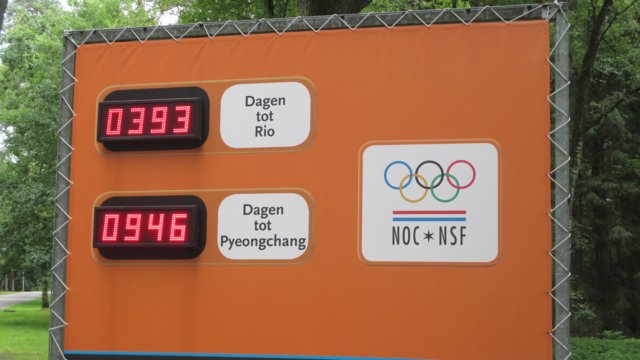 0393
Dagen
tot
Rio
0946
Dagen
tot
Pyeongchang
NOC✶NSF